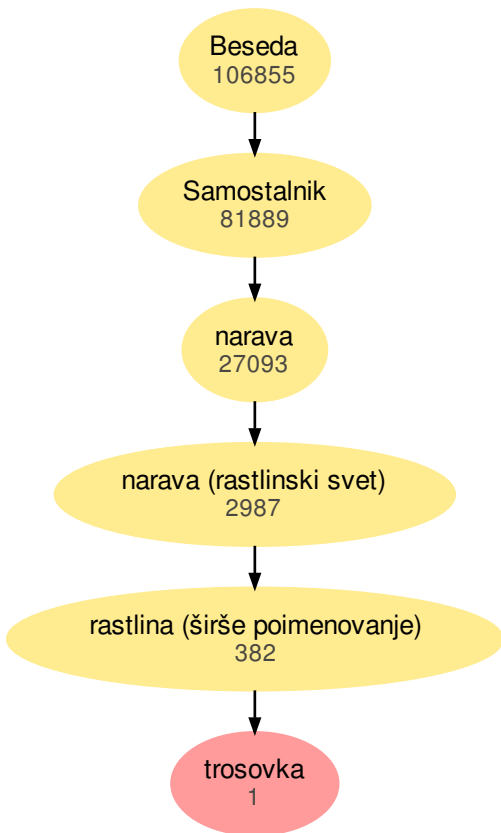 Beseda
106855
Samostalnik
81889
narava
27093
narava (rastlinski svet)
2987
rastlina (širše poimenovanje)
382
trosovka
1